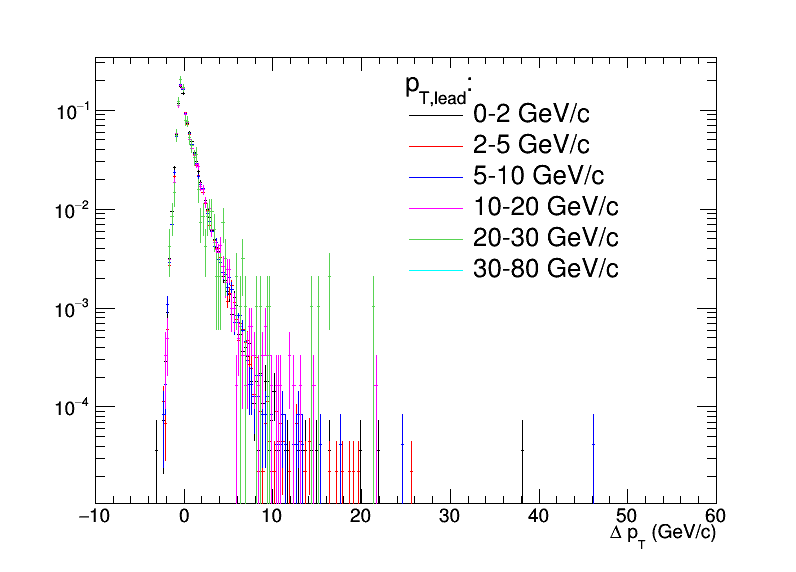 p_T,lead:
0-2 GeV/c
2-5 GeV/c
5-10 GeV/c
10-20 GeV/c
20-30 GeV/c
30-80 GeV/c
10⁻¹
10⁻²
10⁻³
10⁻⁴
−10 0 10 20 30 40 50 60
Δ p_T (GeV/c)